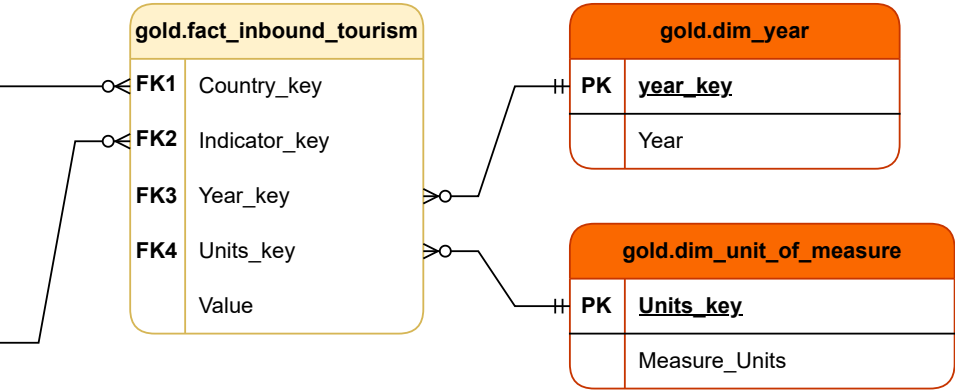 gold.fact_inbound_tourism
FK1 Country_key
FK2 Indicator_key
FK3 Year_key
FK4 Units_key
Value
gold.dim_year
PK year_key
Year
gold.dim_unit_of_measure
PK Units_key
Measure_Units